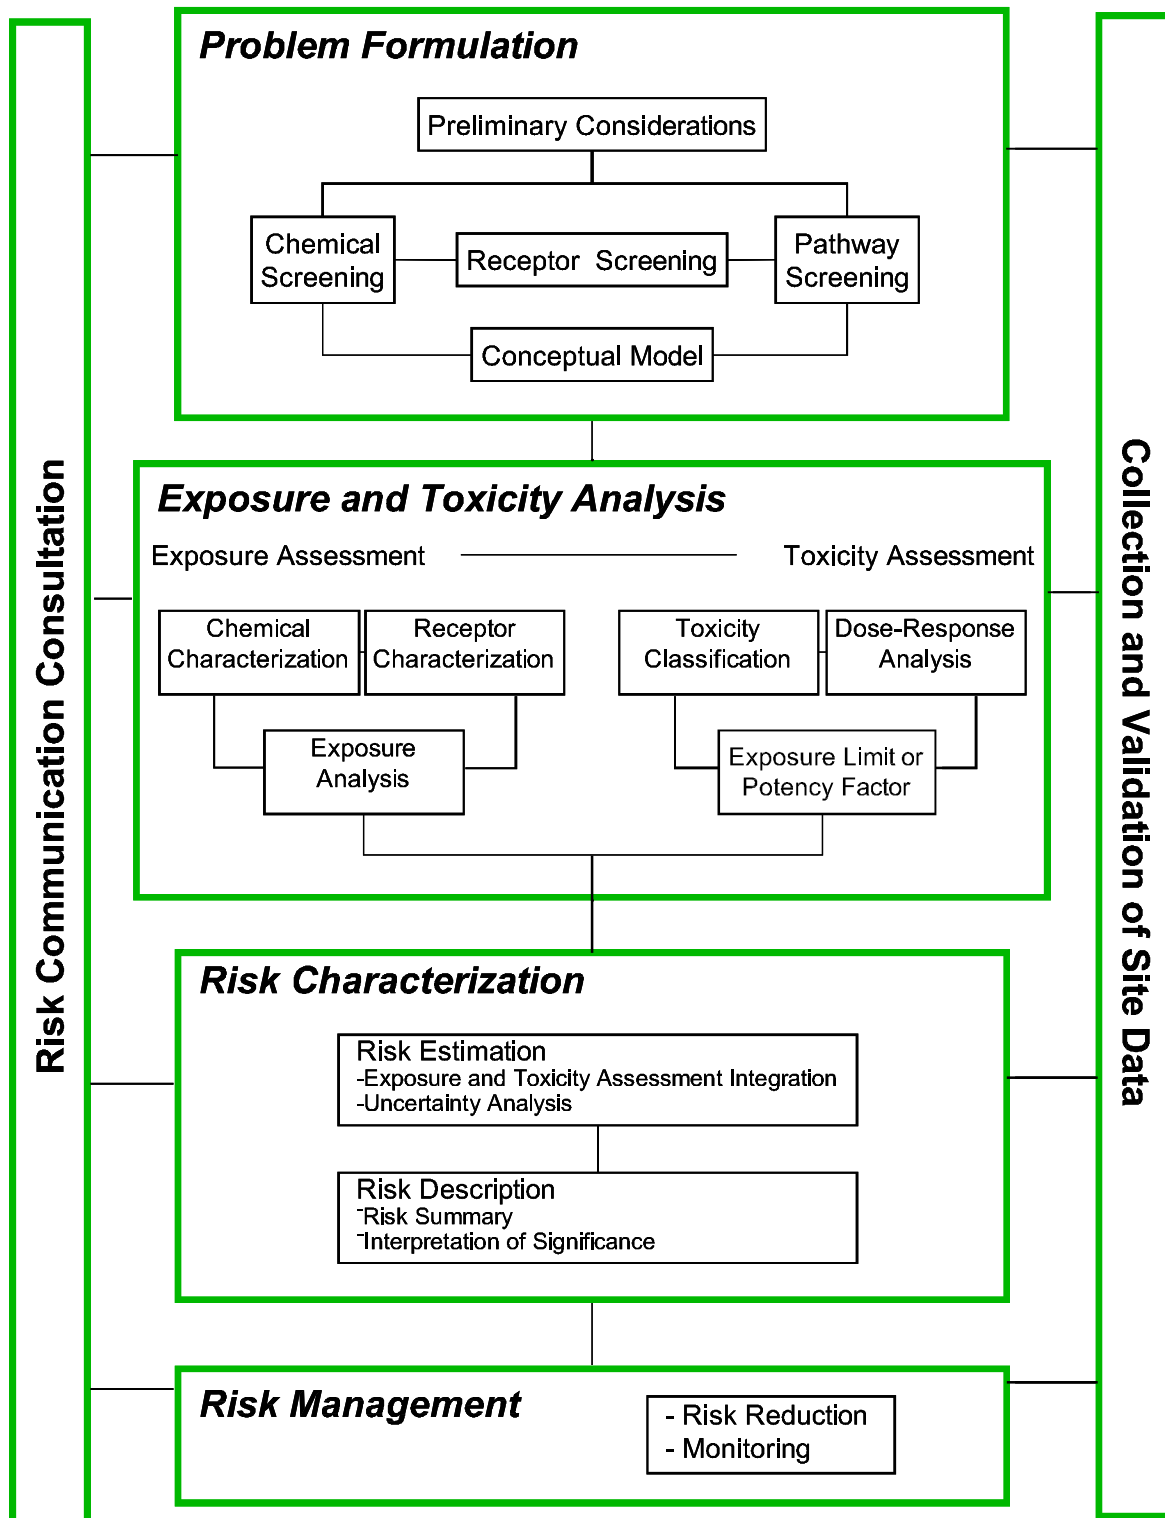 Risk Communication Consultation
Problem Formulation
Preliminary Considerations
Chemical
Screening
Receptor  Screening
Pathway
Screening
Conceptual Model
Exposure and Toxicity Analysis
Exposure Assessment
Toxicity Assessment
Chemical
Characterization
Receptor
Characterization
Toxicity
Classification
Dose-Response
Analysis
Exposure
Analysis
Exposure Limit or
Potency Factor
Risk Characterization
Risk Estimation
-Exposure and Toxicity Assessment Integration
-Uncertainty Analysis
Risk Description
-Risk Summary
-Interpretation of Significance
Risk Management
- Risk Reduction
- Monitoring
Collection and Validation of Site Data